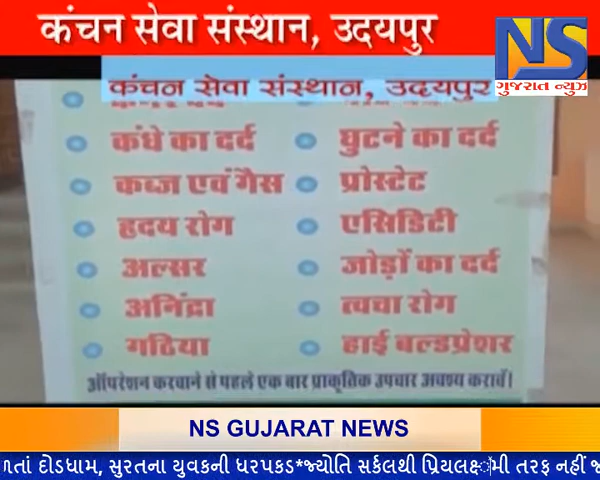 कंचन सेवा संस्थान, उदयपुर
NS
ગુજરાત ન્યુઝ
कंचन सेवा संस्थान, उदयपुर
कंधे का दर्द
घुटने का दर्द
कब्ज एवं गैस
प्रोस्टेट
हृदय रोग
एसिडिटी
अल्सर
जोड़ों का दर्द
अनिंद्रा
त्वचा रोग
गठिया
हाई बल्डप्रेशर
ऑपरेशन करवाने से पहले एक बार प्राकृतिक उपचार अवश्य करावें।
NS GUJARAT NEWS
દોડધામ, સુરતના યુવકની ધરપકડ*જ્યોતિ સર્કલથી તરફ નહીં